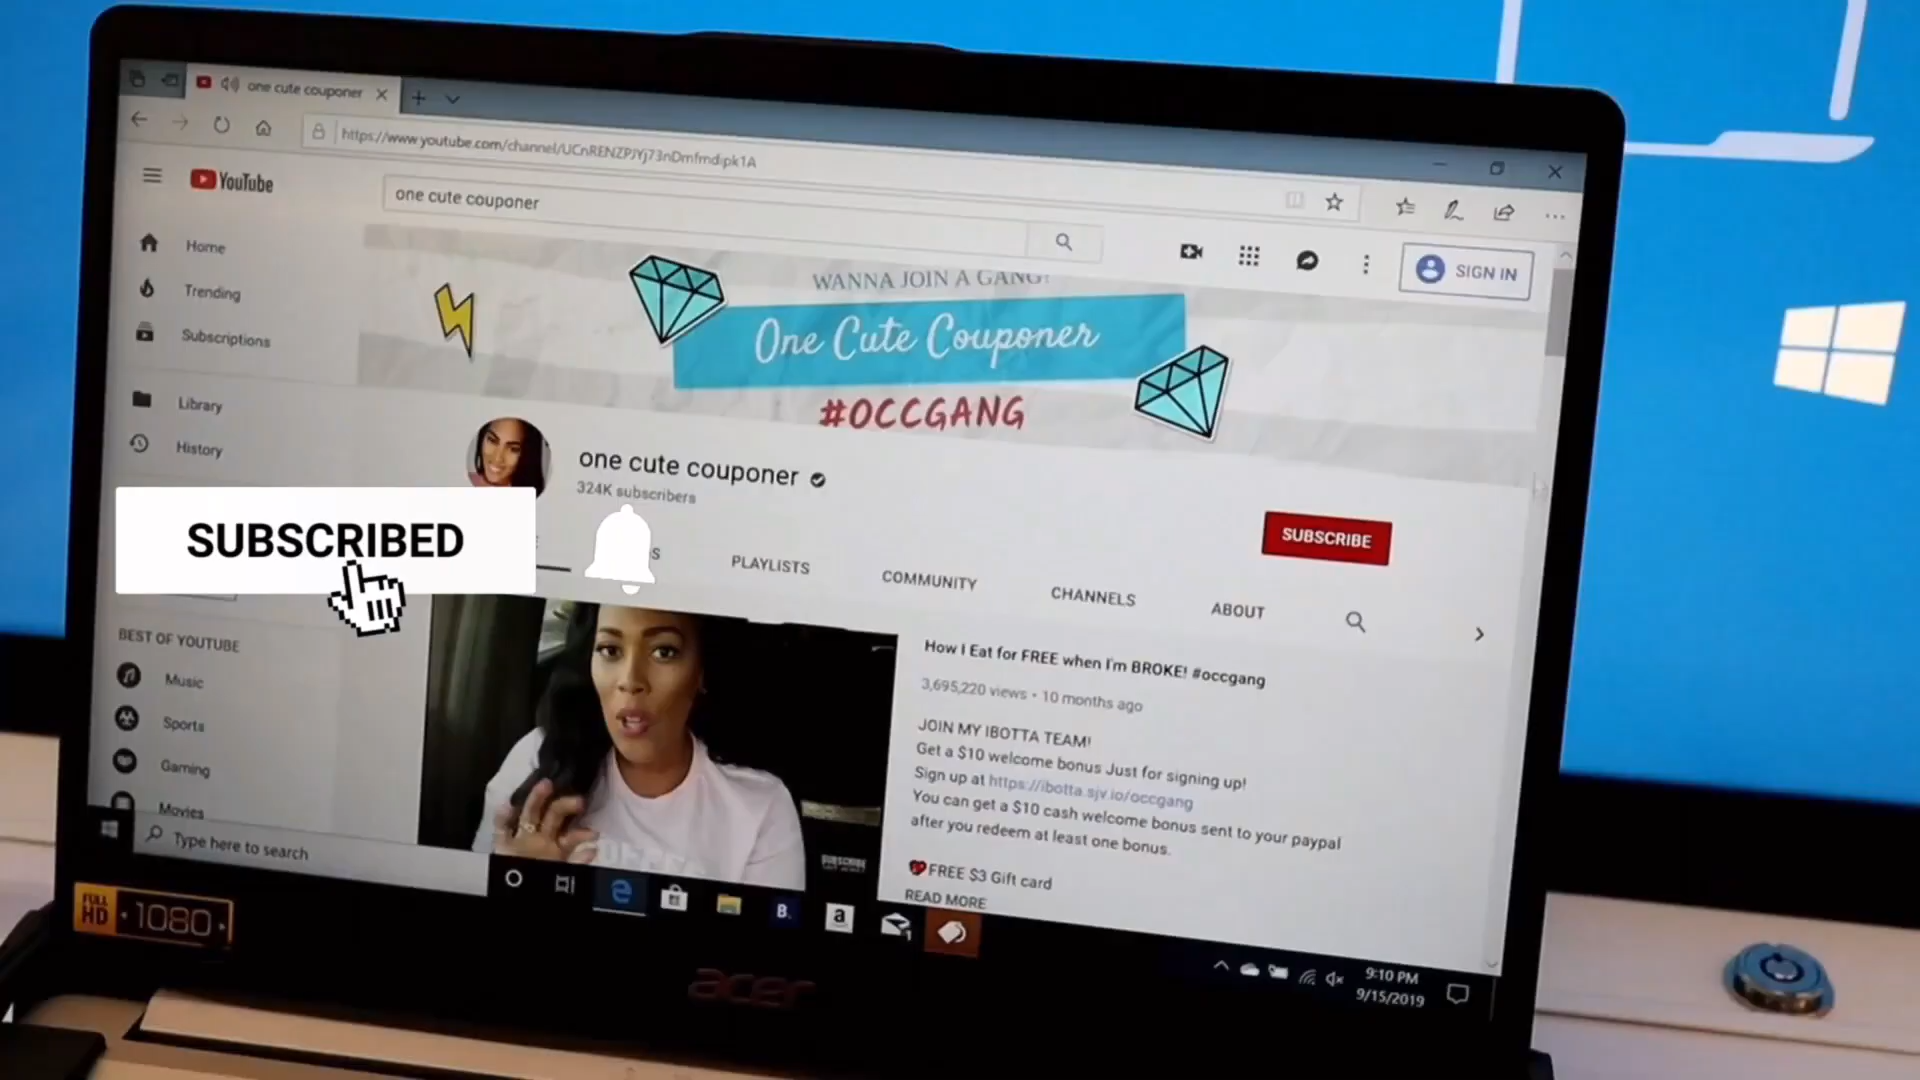 one cute couponer
https://www.youtube.com/channel/UCnRENZPJYj73nDmfmdipk1A
YouTube
one cute couponer
SIGN IN
Home
Trending
Subscriptions
Library
History
WANNA JOIN A GANG?
One Cute Couponer
#OCCGANG
one cute couponer
324K subscribers
SUBSCRIBE
SUBSCRIBED
PLAYLISTS
COMMUNITY
CHANNELS
ABOUT
BEST OF YOUTUBE
Music
Sports
Gaming
Movies
How I Eat for FREE when I'm BROKE! #occgang
3,695,220 views • 10 months ago
JOIN MY IBOTTA TEAM!
Get a $10 welcome bonus Just for signing up!
Sign up at https://ibotta.sjv.io/occgang
You can get a $10 cash welcome bonus sent to your paypal
after you redeem at least one bonus.
FREE $3 Gift card
READ MORE
SUBSCRIBE
Type here to search
B.
a
9:10 PM
9/15/2019
FULL HD 1080
acer